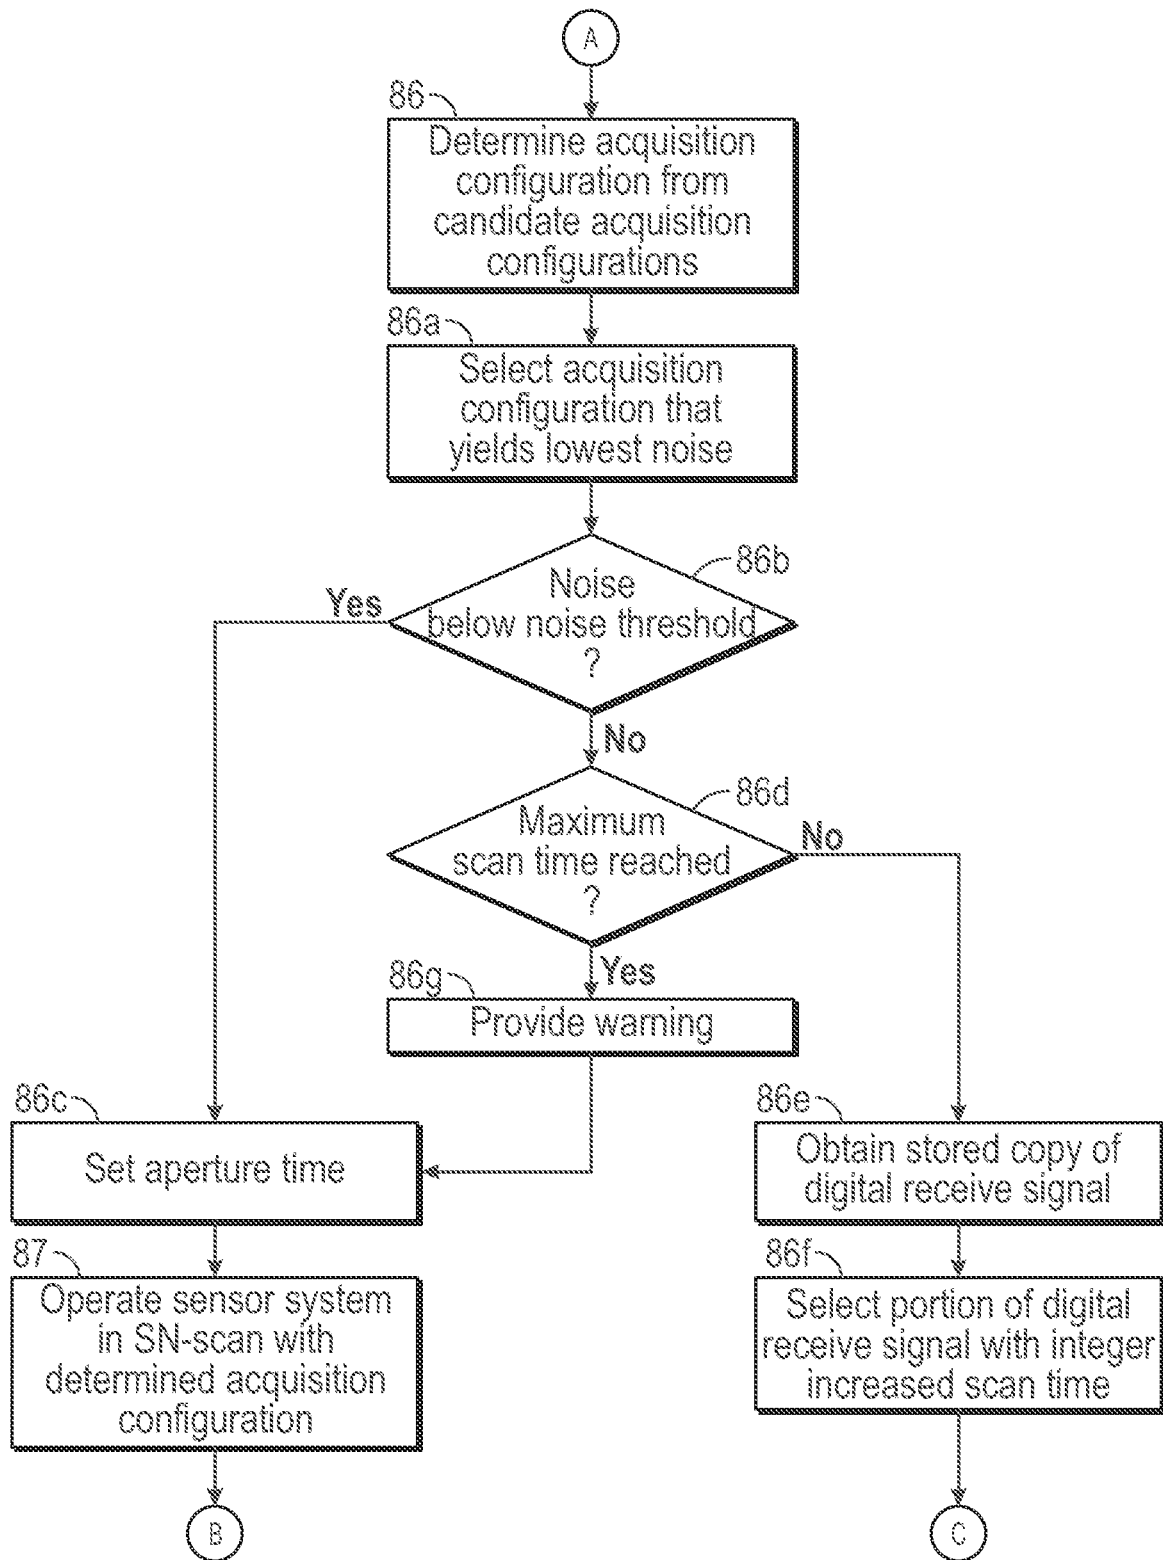 A
86
Determine acquisition
configuration from
candidate acquisition
configurations
86a
Select acquisition
configuration that
yields lowest noise
86b
Noise
below noise threshold
?
Yes
No
86d
Maximum
scan time reached
?
No
Yes
86g
Provide warning
86c
Set aperture time
86e
Obtain stored copy of
digital receive signal
87
Operate sensor system
in SN-scan with
determined acquisition
configuration
86f
Select portion of digital
receive signal with integer
increased scan time
B
C